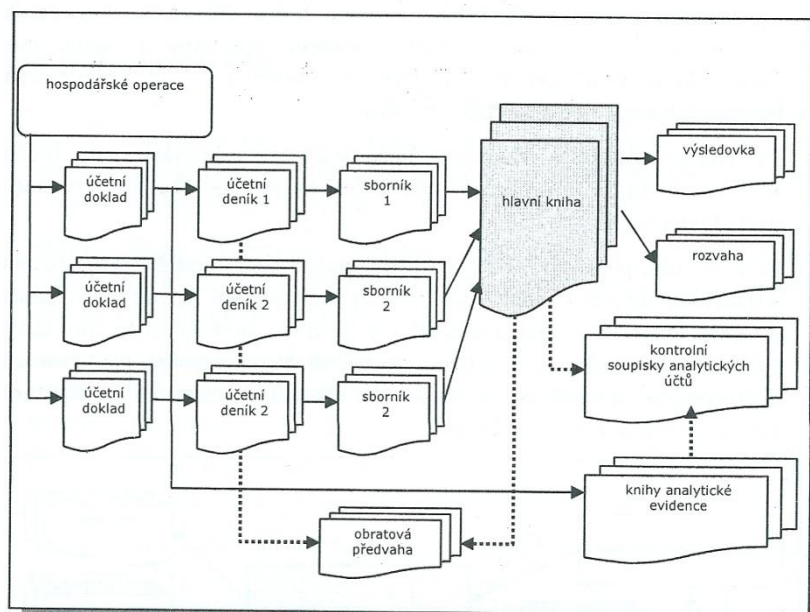 hospodářské operace
účetní
doklad
účetní
deník 1
sborník
1
hlavní kniha
výsledovka
rozvaha
účetní
doklad
účetní
deník 2
sborník
2
účetní
doklad
účetní
deník 2
sborník
2
kontrolní
soupisky analytických
účtů
knihy analytické
evidence
obratová
předvaha